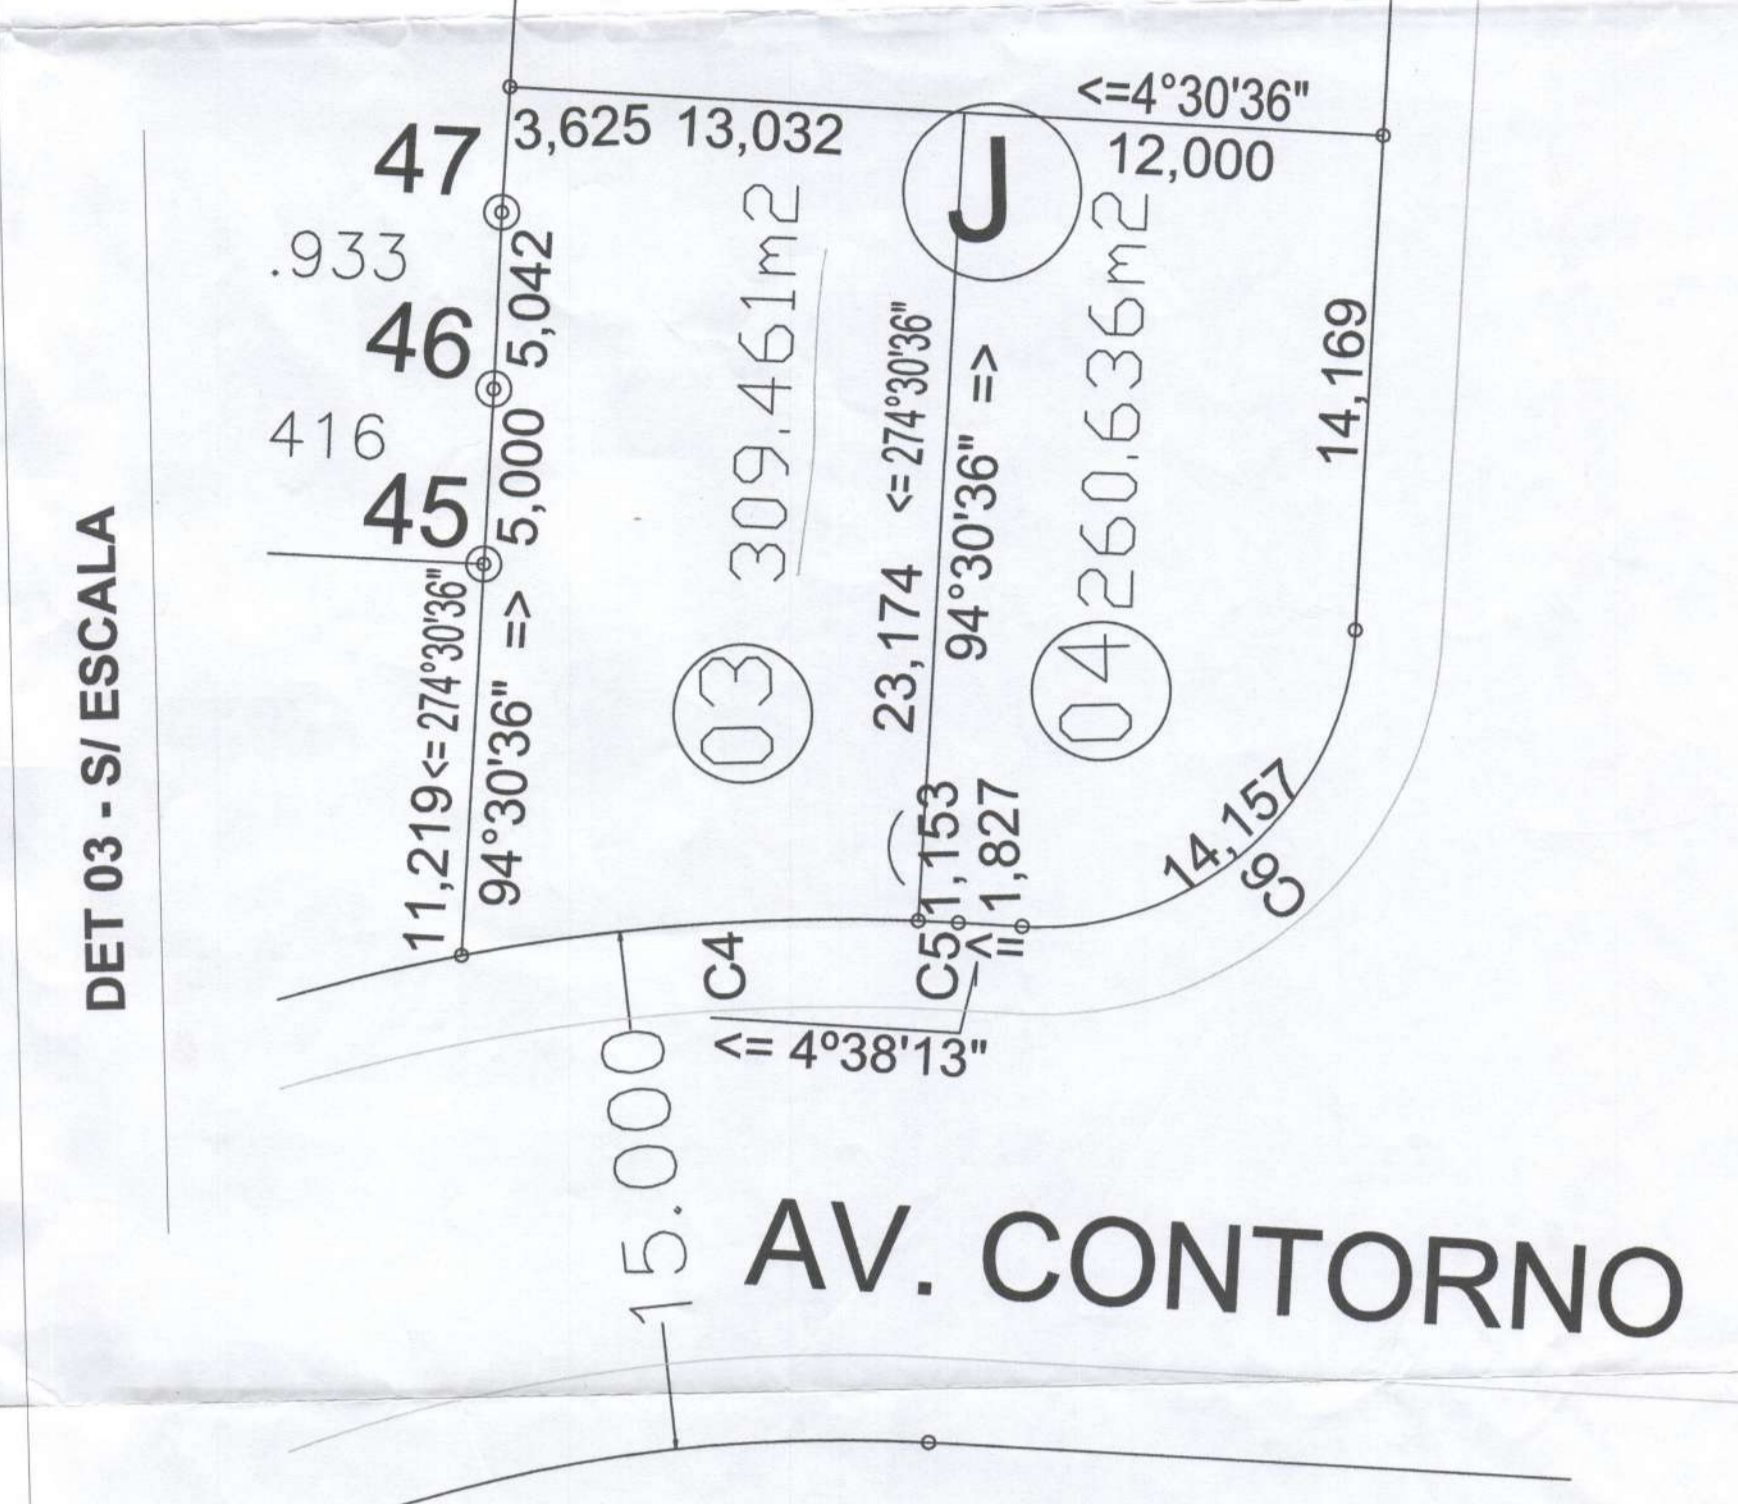 <=4°30'36"
3,625 13,032
12,000
47
J
.933
5,042
46
416
5,000
45
309.461m2
03
260.636m2
04
14,169
23,174 <= 274°30'36"
94°30'36" =>
11,219<= 274°30'36"
94°30'36" =>
DET 03 - S/ ESCALA
1,153
1,827
14,157
C6
C4
C5
<=
<= 4°38'13"
15.000
AV. CONTORNO